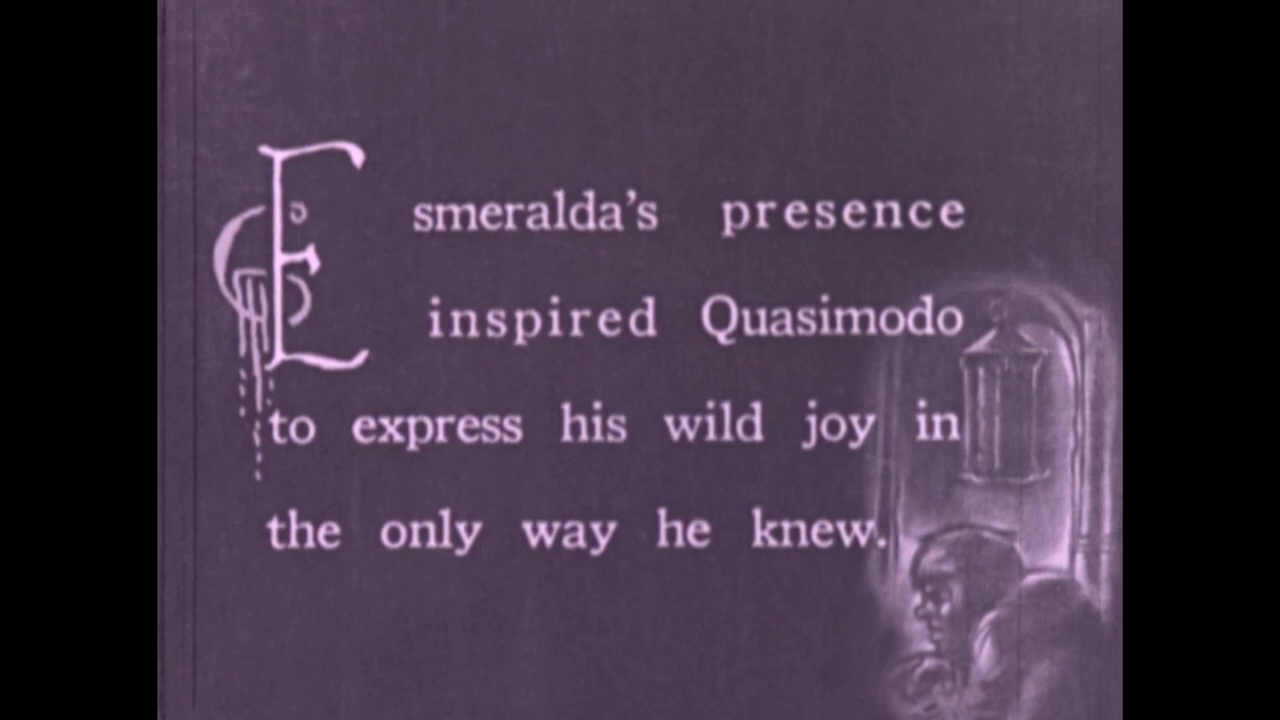 Esmeralda's presence
inspired Quasimodo
to express his wild joy in
the only way he knew.